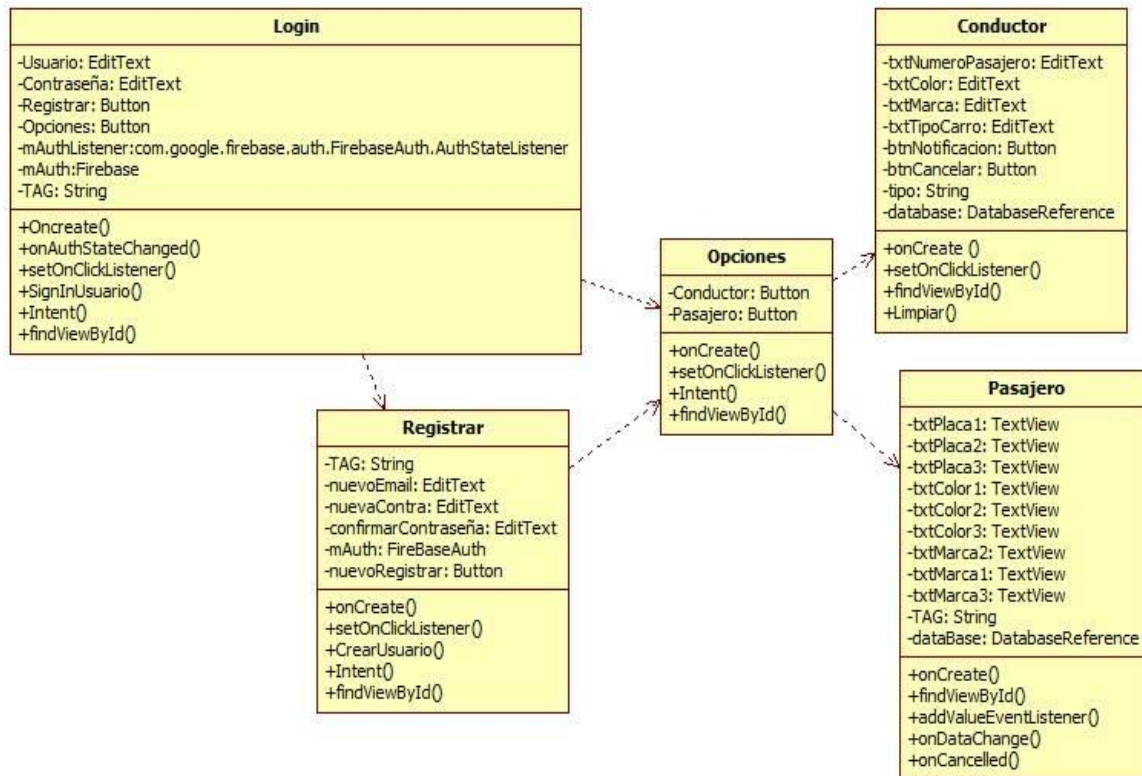 Login
-Usuario: EditText
-Contraseña: EditText
-Registrar: Button
-Opciones: Button
-mAuthListener:com.google.firebase.auth.FirebaseAuth.AuthStateListener
-mAuth:Firebase
-TAG: String
+Oncreate()
+onAuthStateChanged()
+setOnClickListener()
+SignInUsuario()
+Intent()
+findViewById()
Registrar
-TAG: String
-nuevoEmail: EditText
-nuevaContra: EditText
-confirmarContraseña: EditText
-mAuth: FireBaseAuth
-nuevoRegistrar: Button
+onCreate()
+setOnClickListener()
+CrearUsuario()
+Intent()
+findViewById()
Opciones
-Conductor: Button
-Pasajero: Button
+onCreate()
+setOnClickListener()
+Intent()
+findViewById()
Conductor
-txtNumeroPasajero: EditText
-txtColor: EditText
-txtMarca: EditText
-txtTipoCarro: EditText
-btnNotificacion: Button
-btnCancelar: Button
-tipo: String
-database: DatabaseReference
+onCreate ()
+setOnClickListener()
+findViewById()
+Limpiar()
Pasajero
-txtPlaca1: TextView
-txtPlaca2: TextView
-txtPlaca3: TextView
-txtColor1: TextView
-txtColor2: TextView
-txtColor3: TextView
-txtMarca2: TextView
-txtMarca1: TextView
-txtMarca3: TextView
-TAG: String
-dataBase: DatabaseReference
+onCreate()
+findViewById()
+addValueEventListener()
+onDataChange()
+onCancelled()